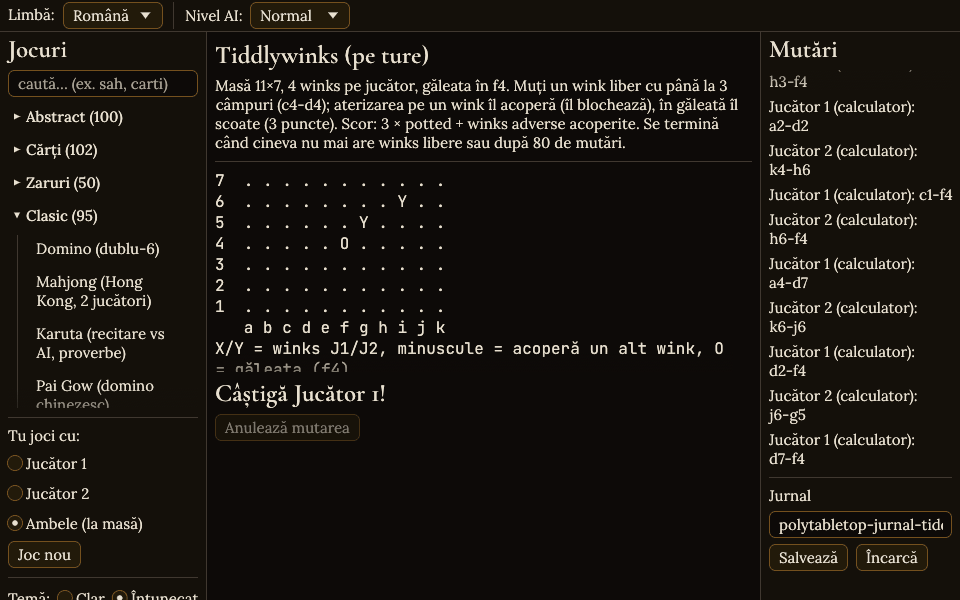 Limbă: Română ▼ Nivel AI: Normal ▼
Jocuri
caută... (ex. sah, carti)
▸ Abstract (100)
▸ Cărți (102)
▸ Zaruri (50)
▾ Clasic (95)
Domino (dublu-6)
Mahjong (Hong
Kong, 2 jucători)
Karuta (recitare vs
AI, proverbe)
Pai Gow (domino
chinezesc)
Tu joci cu:
Jucător 1
Jucător 2
Ambele (la masă)
Joc nou
Temă: Clar Întunecat
Tiddlywinks (pe ture)
Masă 11×7, 4 winks pe jucător, găleata în f4. Muți un wink liber cu până la 3
câmpuri (c4-d4); aterizarea pe un wink îl acoperă (îl blochează), în găleată îl
scoate (3 puncte). Scor: 3 × potted + winks adverse acoperite. Se termină
când cineva nu mai are winks libere sau după 80 de mutări.
7 . . . . . . . . . . .
6 . . . . . . . . Y . .
5 . . . . . . Y . . . .
4 . . . . . O . . . . .
3 . . . . . . . . . . .
2 . . . . . . . . . . .
1 . . . . . . . . . . .
a b c d e f g h i j k
X/Y = winks J1/J2, minuscule = acoperă un alt wink, O
= găleata (f4)
Câștigă Jucător 1!
Anulează mutarea
Mutări
h3-f4
Jucător 1 (calculator):
a2-d2
Jucător 2 (calculator):
k4-h6
Jucător 1 (calculator): c1-f4
Jucător 2 (calculator):
h6-f4
Jucător 1 (calculator):
a4-d7
Jucător 2 (calculator):
k6-j6
Jucător 1 (calculator):
d2-f4
Jucător 2 (calculator):
j6-g5
Jucător 1 (calculator):
d7-f4
Jurnal
polytabletop-jurnal-tidd
Salvează Încarcă